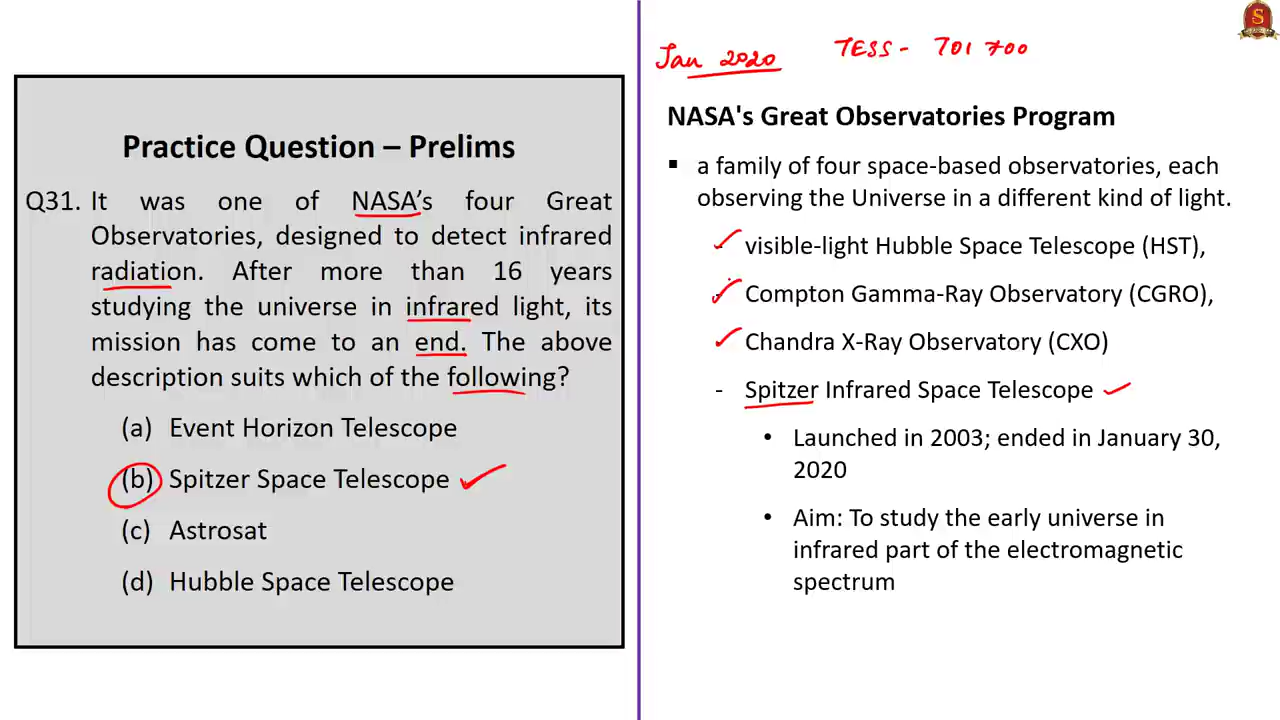 Practice Question – Prelims
Q31. It was one of NASA's four Great
Observatories, designed to detect infrared
radiation. After more than 16 years
studying the universe in infrared light, its
mission has come to an end. The above
description suits which of the following?
(a) Event Horizon Telescope
(b) Spitzer Space Telescope
(c) Astrosat
(d) Hubble Space Telescope
Jan 2020
TESS - TOI 700
NASA's Great Observatories Program
▪ a family of four space-based observatories, each
observing the Universe in a different kind of light.
- visible-light Hubble Space Telescope (HST),
- Compton Gamma-Ray Observatory (CGRO),
- Chandra X-Ray Observatory (CXO)
- Spitzer Infrared Space Telescope
• Launched in 2003; ended in January 30,
2020
• Aim: To study the early universe in
infrared part of the electromagnetic
spectrum
S